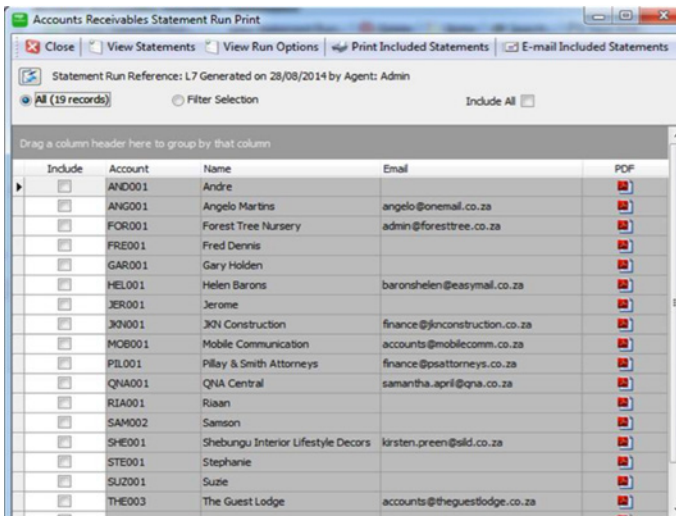 Accounts Receivables Statement Run Print
Close View Statements View Run Options Print Included Statements E-mail Included Statements
Statement Run Reference: L7 Generated on 28/08/2014 by Agent: Admin
All (19 records) Filter Selection Include All
Drag a column header here to group by that column
Include Account Name Email PDF
AND001 Andre
ANG001 Angelo Martins angelo@onemail.co.za
FOR001 Forest Tree Nursery admin@foresttree.co.za
FRE001 Fred Dennis
GAR001 Gary Holden
HEL001 Helen Barons baronshelen@easymail.co.za
JER001 Jerome
JKN001 JKN Construction finance@jknconstruction.co.za
MOB001 Mobile Communication accounts@mobilecomm.co.za
PIL001 Pillay & Smith Attorneys finance@psattorneys.co.za
QNA001 QNA Central samantha.april@qna.co.za
RIA001 Riaan
SAM002 Samson
SHE001 Shebungu Interior Lifestyle Decors kirsten.preen@sild.co.za
STE001 Stephanie
SUZ001 Suzie
THE003 The Guest Lodge accounts@theguestlodge.co.za